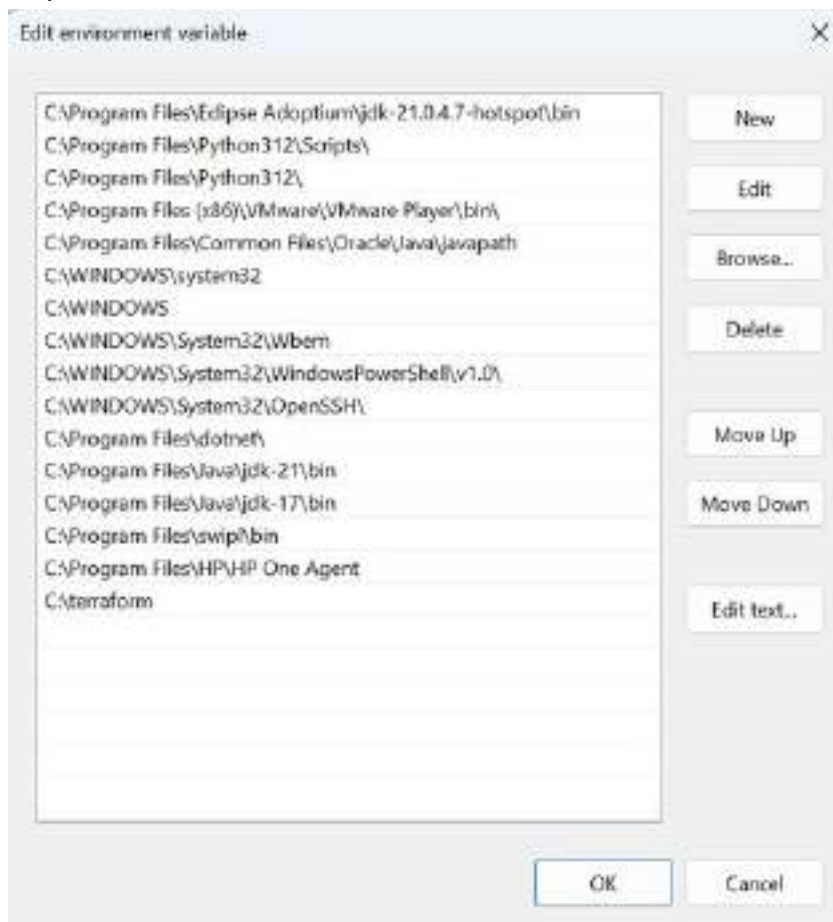 Edit environment variable
C:\Program Files\Eclipse Adoptium\jdk-21.0.4.7-hotspot\bin
C:\Program Files\Python312\Scripts\
C:\Program Files\Python312\
C:\Program Files (x86)\VMware\VMware Player\bin\
C:\Program Files\Common Files\Oracle\Java\javapath
C:\WINDOWS\system32
C:\WINDOWS
C:\WINDOWS\System32\Wbem
C:\WINDOWS\System32\WindowsPowerShell\v1.0\
C:\WINDOWS\System32\OpenSSH\
C:\Program Files\dotnet\
C:\Program Files\Java\jdk-21\bin
C:\Program Files\Java\jdk-17\bin
C:\Program Files\swipl\bin
C:\Program Files\HP\HP One Agent
C:\terraform
New
Edit
Browse...
Delete
Move Up
Move Down
Edit text...
OK
Cancel